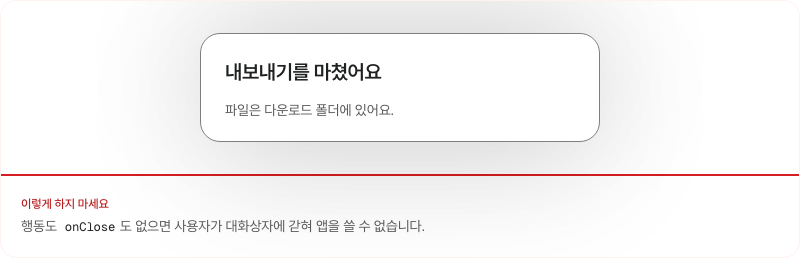 내보내기를 마쳤어요
파일은 다운로드 폴더에 있어요.
이렇게 하지 마세요
행동도 onClose 도 없으면 사용자가 대화상자에 갇혀 앱을 쓸 수 없습니다.